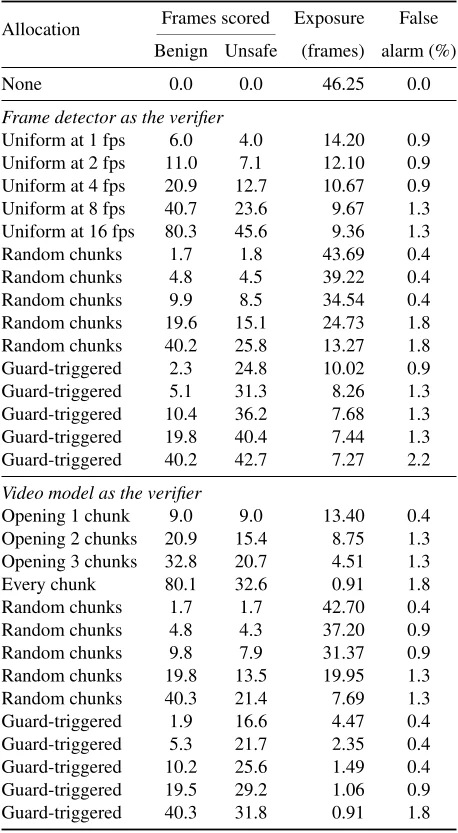 Allocation Frames scored Exposure False
Benign Unsafe (frames) alarm (%)
None 0.0 0.0 46.25 0.0
Frame detector as the verifier
Uniform at 1 fps 6.0 4.0 14.20 0.9
Uniform at 2 fps 11.0 7.1 12.10 0.9
Uniform at 4 fps 20.9 12.7 10.67 0.9
Uniform at 8 fps 40.7 23.6 9.67 1.3
Uniform at 16 fps 80.3 45.6 9.36 1.3
Random chunks 1.7 1.8 43.69 0.4
Random chunks 4.8 4.5 39.22 0.4
Random chunks 9.9 8.5 34.54 0.4
Random chunks 19.6 15.1 24.73 1.8
Random chunks 40.2 25.8 13.27 1.8
Guard-triggered 2.3 24.8 10.02 0.9
Guard-triggered 5.1 31.3 8.26 1.3
Guard-triggered 10.4 36.2 7.68 1.3
Guard-triggered 19.8 40.4 7.44 1.3
Guard-triggered 40.2 42.7 7.27 2.2
Video model as the verifier
Opening 1 chunk 9.0 9.0 13.40 0.4
Opening 2 chunks 20.9 15.4 8.75 1.3
Opening 3 chunks 32.8 20.7 4.51 1.3
Every chunk 80.1 32.6 0.91 1.8
Random chunks 1.7 1.7 42.70 0.4
Random chunks 4.8 4.3 37.20 0.9
Random chunks 9.8 7.9 31.37 0.9
Random chunks 19.8 13.5 19.95 1.3
Random chunks 40.3 21.4 7.69 1.3
Guard-triggered 1.9 16.6 4.47 0.4
Guard-triggered 5.3 21.7 2.35 0.4
Guard-triggered 10.2 25.6 1.49 0.4
Guard-triggered 19.5 29.2 1.06 0.9
Guard-triggered 40.3 31.8 0.91 1.8